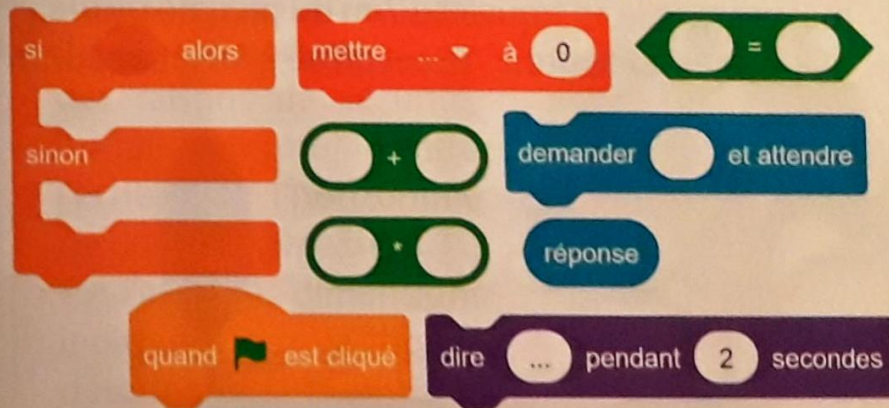 si alors
mettre ... à 0
=
sinon
+
demander et attendre
*
réponse
quand est cliqué
dire ... pendant 2 secondes